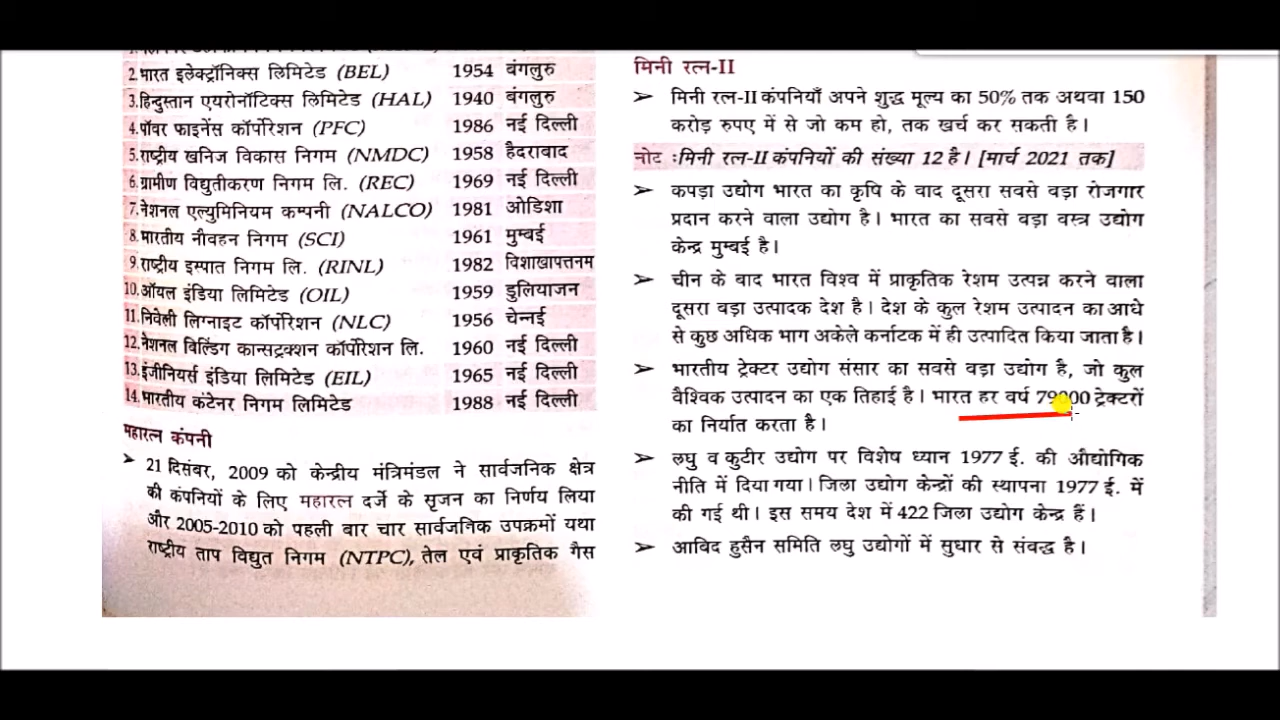 2.भारत इलेक्ट्रॉनिक्स लिमिटेड (BEL) 1954 बंगलुरु
3.हिन्दुस्तान एयरोनॉटिक्स लिमिटेड (HAL) 1940 बंगलुरु
4.पॉवर फाइनेंस कॉर्पोरेशन (PFC) 1986 नई दिल्ली
5.राष्ट्रीय खनिज विकास निगम (NMDC) 1958 हैदराबाद
6.ग्रामीण विद्युतीकरण निगम लि. (REC) 1969 नई दिल्ली
7.नेशनल एल्युमिनियम कम्पनी (NALCO) 1981 ओडिशा
8.भारतीय नौवहन निगम (SCI) 1961 मुम्बई
9.राष्ट्रीय इस्पात निगम लि. (RINL) 1982 विशाखापत्तनम
10.ऑयल इंडिया लिमिटेड (OIL) 1959 डुलियाजन
11.निवेली लिग्नाइट कॉर्पोरेशन (NLC) 1956 चेन्नई
12.नेशनल बिल्डिंग कान्सट्रक्शन कॉर्पोरेशन लि. 1960 नई दिल्ली
13.इंजीनियर्स इंडिया लिमिटेड (EIL) 1965 नई दिल्ली
14.भारतीय कंटेनर निगम लिमिटेड 1988 नई दिल्ली
महारत्न कंपनी
➢ 21 दिसंबर, 2009 को केन्द्रीय मंत्रिमंडल ने सार्वजनिक क्षेत्र
की कंपनियों के लिए महारत्न दर्जे के सृजन का निर्णय लिया
और 2005-2010 को पहली बार चार सार्वजनिक उपक्रमों यथा
राष्ट्रीय ताप विद्युत निगम (NTPC), तेल एवं प्राकृतिक गैस
मिनी रत्न-II
➢ मिनी रत्न-II कंपनियाँ अपने शुद्ध मूल्य का 50% तक अथवा 150
करोड़ रुपए में से जो कम हो, तक खर्च कर सकती है।
नोट :मिनी रत्न-II कंपनियों की संख्या 12 है। [मार्च 2021 तक]
➢ कपड़ा उद्योग भारत का कृषि के बाद दूसरा सबसे बड़ा रोजगार
प्रदान करने वाला उद्योग है। भारत का सबसे बड़ा वस्त्र उद्योग
केन्द्र मुम्बई है।
➢ चीन के बाद भारत विश्व में प्राकृतिक रेशम उत्पन्न करने वाला
दूसरा बड़ा उत्पादक देश है। देश के कुल रेशम उत्पादन का आधे
से कुछ अधिक भाग अकेले कर्नाटक में ही उत्पादित किया जाता है।
➢ भारतीय ट्रेक्टर उद्योग संसार का सबसे बड़ा उद्योग है, जो कुल
वैश्विक उत्पादन का एक तिहाई है। भारत हर वर्ष 79000 ट्रेक्टरों
का निर्यात करता है।
➢ लघु व कुटीर उद्योग पर विशेष ध्यान 1977 ई. की औद्योगिक
नीति में दिया गया। जिला उद्योग केन्द्रों की स्थापना 1977 ई. में
की गई थी। इस समय देश में 422 जिला उद्योग केन्द्र हैं।
➢ आबिद हुसैन समिति लघु उद्योगों में सुधार से संबद्ध है।